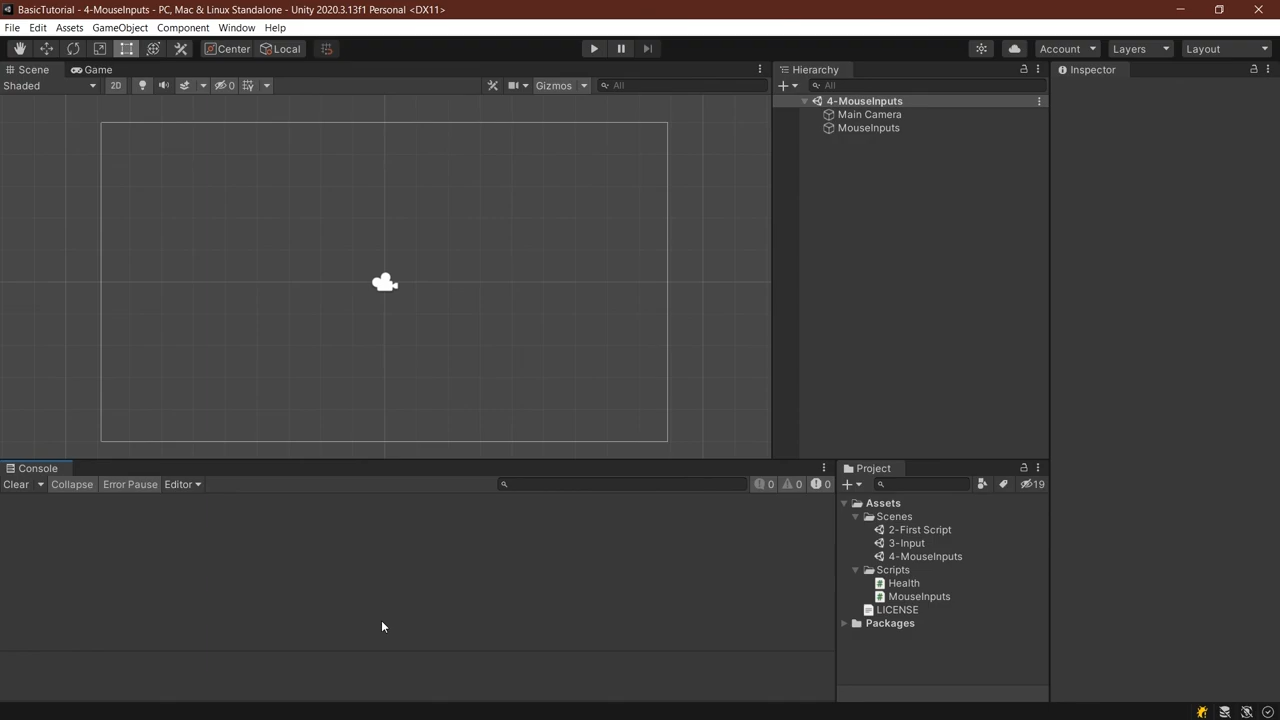 BasicTutorial - 4-MouseInputs - PC, Mac & Linux Standalone - Unity 2020.3.13f1 Personal <DX11>
File Edit Assets GameObject Component Window Help
Center Local Account Layers Layout
Scene Game
Shaded 2D 0 Gizmos All
Hierarchy
All
4-MouseInputs
Main Camera
MouseInputs
Inspector
Console
Clear Collapse Error Pause Editor 0 0 0
Project
19
Assets
Scenes
2-First Script
3-Input
4-MouseInputs
Scripts
Health
MouseInputs
LICENSE
Packages